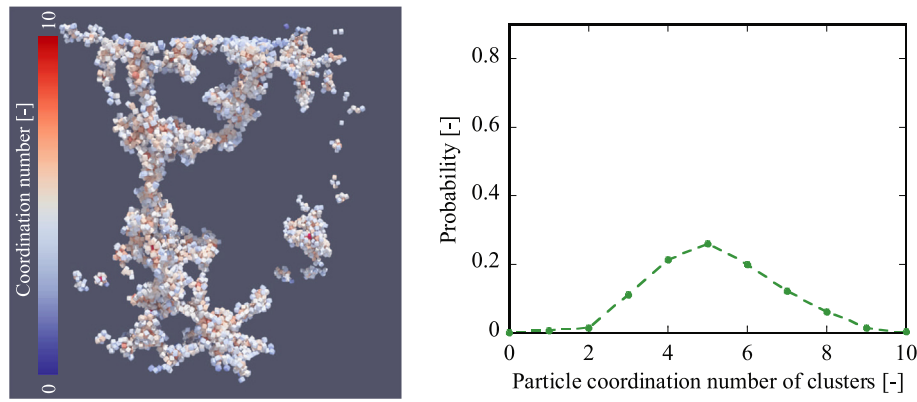 10
Coordination number [-]
0
0.8
0.6
0.4
0.2
0
Probability [-]
0 2 4 6 8 10
Particle coordination number of clusters [-]